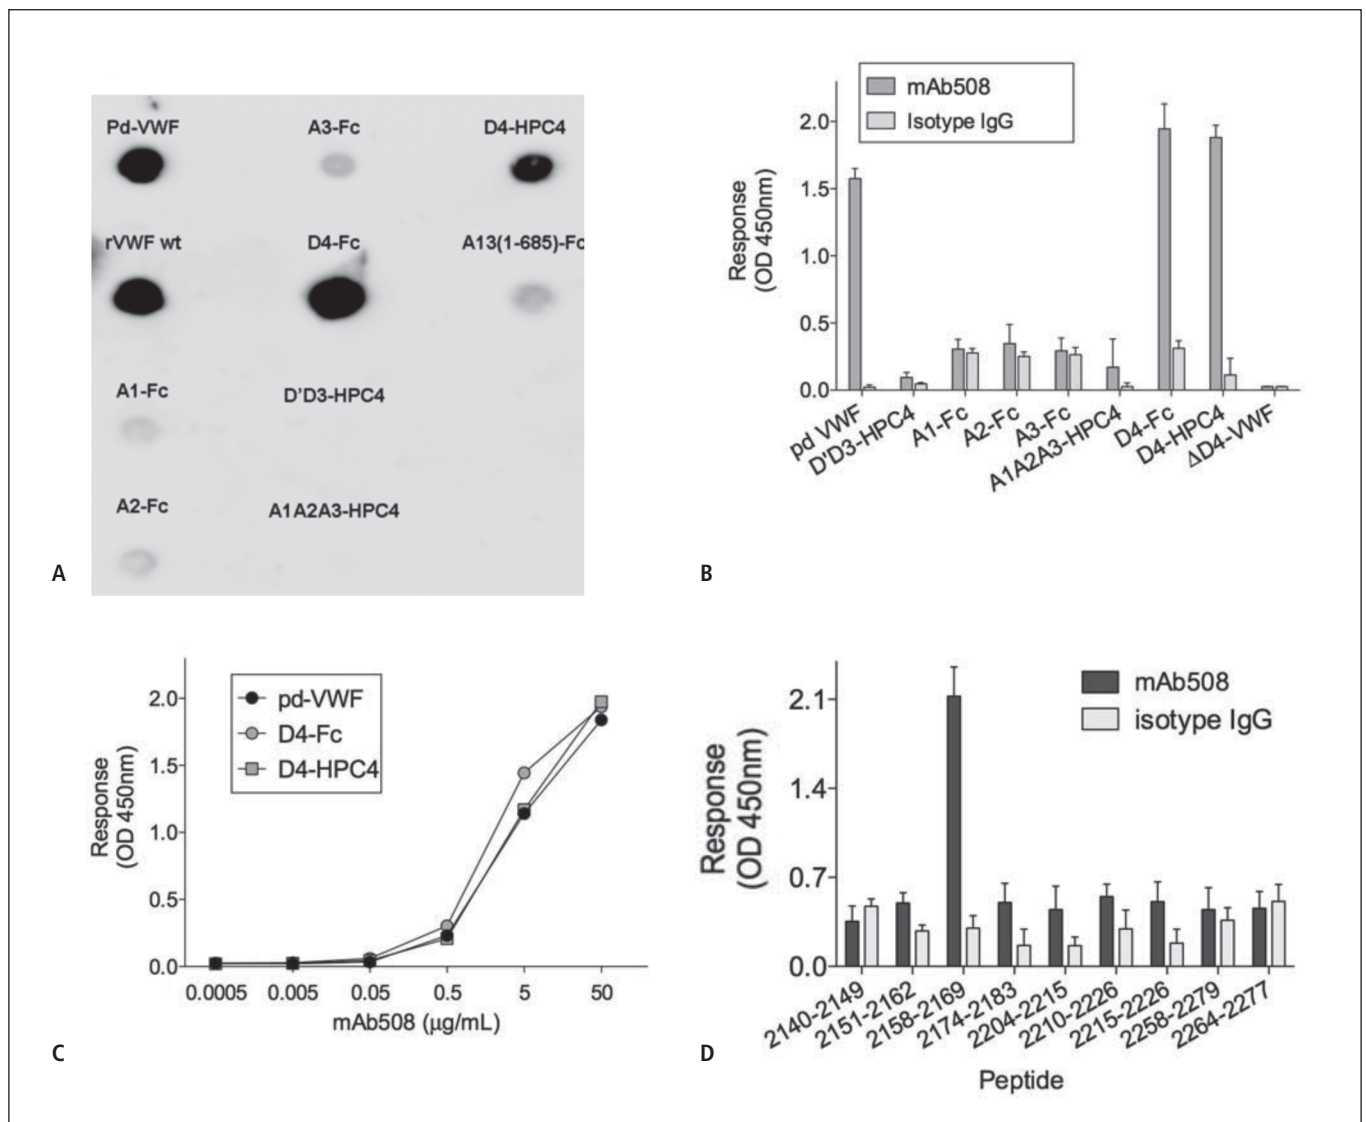 Pd-VWF
A3-Fc
D4-HPC4
rVWF wt
D4-Fc
A13(1-685)-Fc
A1-Fc
D'D3-HPC4
A2-Fc
A1A2A3-HPC4
A
mAb508
Isotype IgG
Response
(OD 450nm)
2.0
1.5
1.0
0.5
0.0
pd VWF
D'D3-HPC4
A1-Fc
A2-Fc
A3-Fc
A1A2A3-HPC4
D4-Fc
D4-HPC4
ΔD4-VWF
B
pd-VWF
D4-Fc
D4-HPC4
Response
(OD 450nm)
2.0
1.5
1.0
0.5
0.0
0.0005 0.005 0.05 0.5 5 50
mAb508 (μg/mL)
C
mAb508
isotype IgG
Response
(OD 450nm)
2.1
1.4
0.7
0.0
2140-2149
2151-2162
2158-2169
2174-2183
2204-2215
2210-2226
2215-2226
2258-2279
2264-2277
Peptide
D